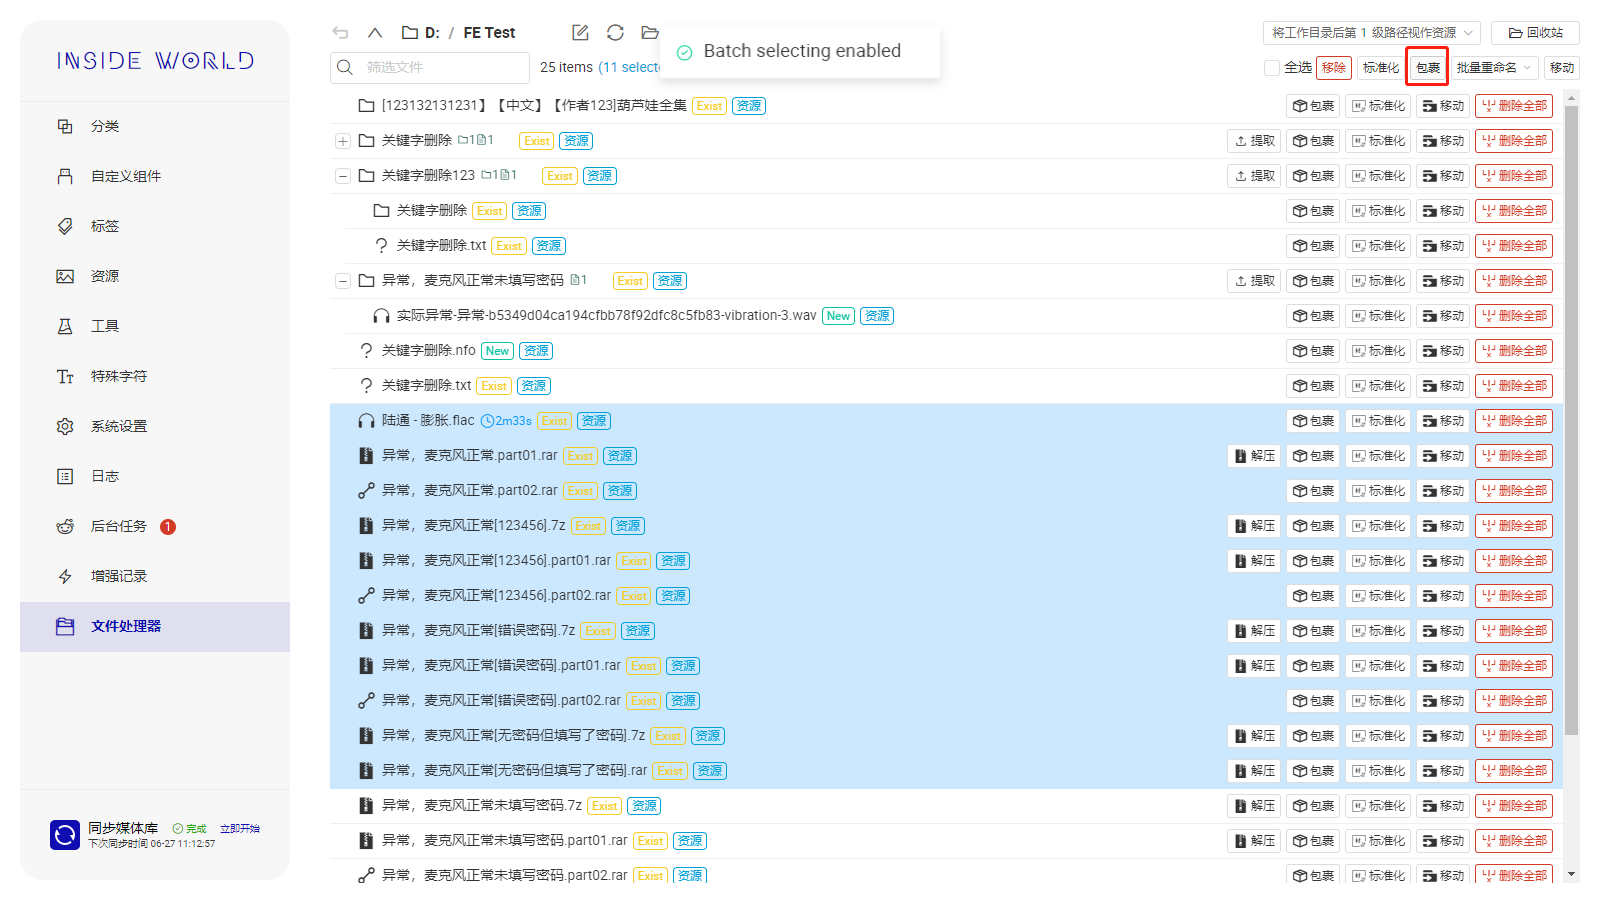 INSIDE WORLD
分类
自定义组件
标签
资源
工具
特殊字符
系统设置
日志
后台任务 1
增强记录
文件处理器
同步媒体库 完成 立即开始
下次同步时间 06-27 11:12:57
D: / FE Test
Batch selecting enabled
将工作目录后第 1 级路径视作资源 回收站
筛选文件 25 items (11 selecte
全选 移除 标准化 包裹 批量重命名 移动
[123132131231】【中文】【作者123]葫芦娃全集 Exist 资源 包裹 标准化 移动 删除全部
关键字删除 1 1 Exist 资源 提取 包裹 标准化 移动 删除全部
关键字删除123 1 1 Exist 资源 提取 包裹 标准化 移动 删除全部
关键字删除 Exist 资源 包裹 标准化 移动 删除全部
关键字删除.txt Exist 资源 包裹 标准化 移动 删除全部
异常，麦克风正常未填写密码 1 Exist 资源 提取 包裹 标准化 移动 删除全部
实际异常-异常-b5349d04ca194cfbb78f92dfc8c5fb83-vibration-3.wav New 资源 包裹 标准化 移动 删除全部
关键字删除.nfo New 资源 包裹 标准化 移动 删除全部
关键字删除.txt Exist 资源 包裹 标准化 移动 删除全部
陆通 - 膨胀.flac 2m33s Exist 资源 包裹 标准化 移动 删除全部
异常，麦克风正常.part01.rar Exist 资源 解压 包裹 标准化 移动 删除全部
异常，麦克风正常.part02.rar Exist 资源 包裹 标准化 移动 删除全部
异常，麦克风正常[123456].7z Exist 资源 解压 包裹 标准化 移动 删除全部
异常，麦克风正常[123456].part01.rar Exist 资源 解压 包裹 标准化 移动 删除全部
异常，麦克风正常[123456].part02.rar Exist 资源 包裹 标准化 移动 删除全部
异常，麦克风正常[错误密码].7z Exist 资源 解压 包裹 标准化 移动 删除全部
异常，麦克风正常[错误密码].part01.rar Exist 资源 解压 包裹 标准化 移动 删除全部
异常，麦克风正常[错误密码].part02.rar Exist 资源 包裹 标准化 移动 删除全部
异常，麦克风正常[无密码但填写了密码].7z Exist 资源 解压 包裹 标准化 移动 删除全部
异常，麦克风正常[无密码但填写了密码].rar Exist 资源 解压 包裹 标准化 移动 删除全部
异常，麦克风正常未填写密码.7z Exist 资源 解压 包裹 标准化 移动 删除全部
异常，麦克风正常未填写密码.part01.rar Exist 资源 解压 包裹 标准化 移动 删除全部
异常，麦克风正常未填写密码.part02.rar Exist 资源 包裹 标准化 移动 删除全部